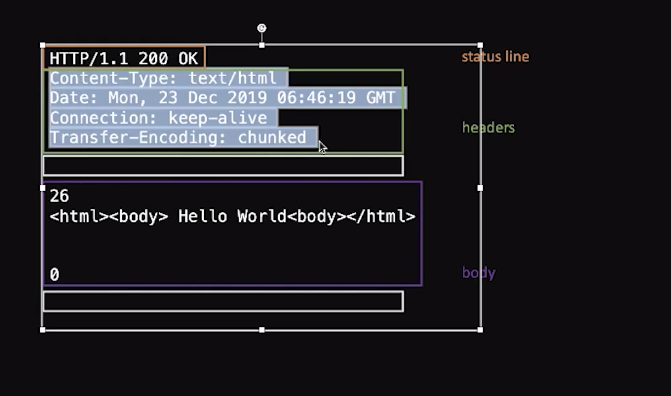 HTTP/1.1 200 OK
status line
Content-Type: text/html
Date: Mon, 23 Dec 2019 06:46:19 GMT
Connection: keep-alive
headers
Transfer-Encoding: chunked
26
<html><body> Hello World<body></html>
0
body